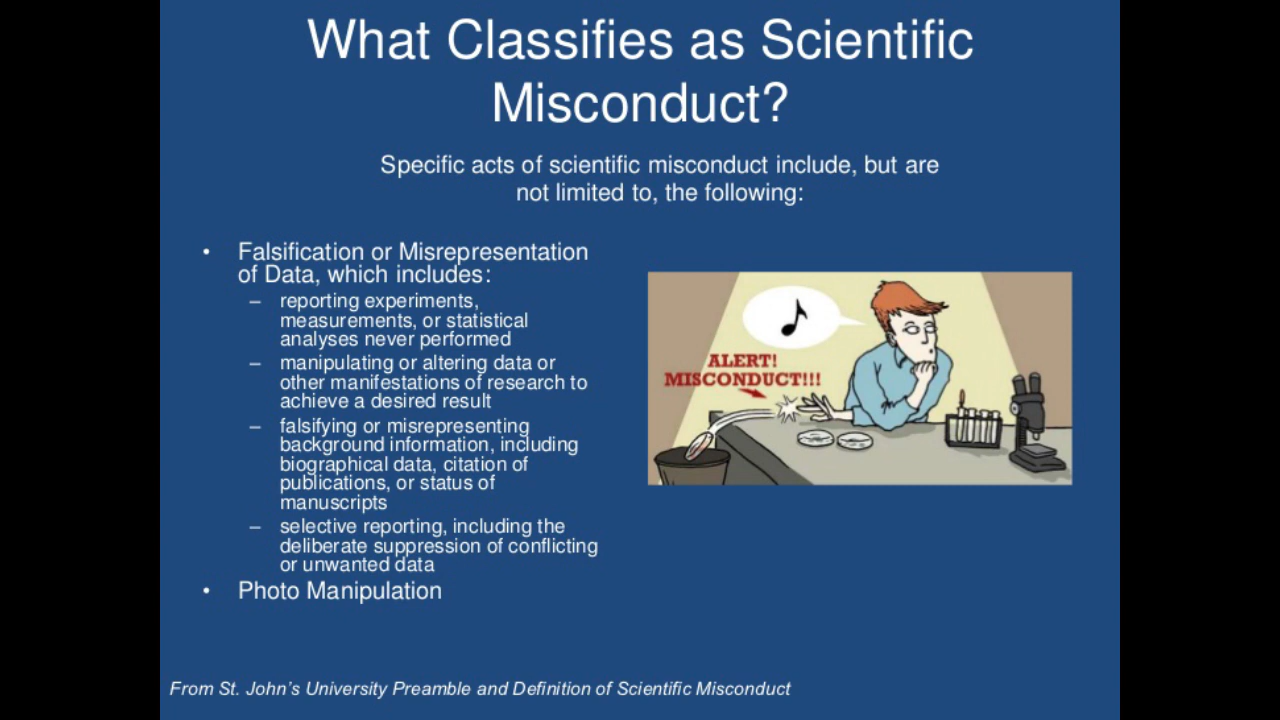 What Classifies as Scientific
Misconduct?
Specific acts of scientific misconduct include, but are
not limited to, the following:
• Falsification or Misrepresentation
of Data, which includes:
– reporting experiments,
measurements, or statistical
analyses never performed
– manipulating or altering data or
other manifestations of research to
achieve a desired result
– falsifying or misrepresenting
background information, including
biographical data, citation of
publications, or status of
manuscripts
– selective reporting, including the
deliberate suppression of conflicting
or unwanted data
• Photo Manipulation
ALERT!
MISCONDUCT!!!
From St. John’s University Preamble and Definition of Scientific Misconduct